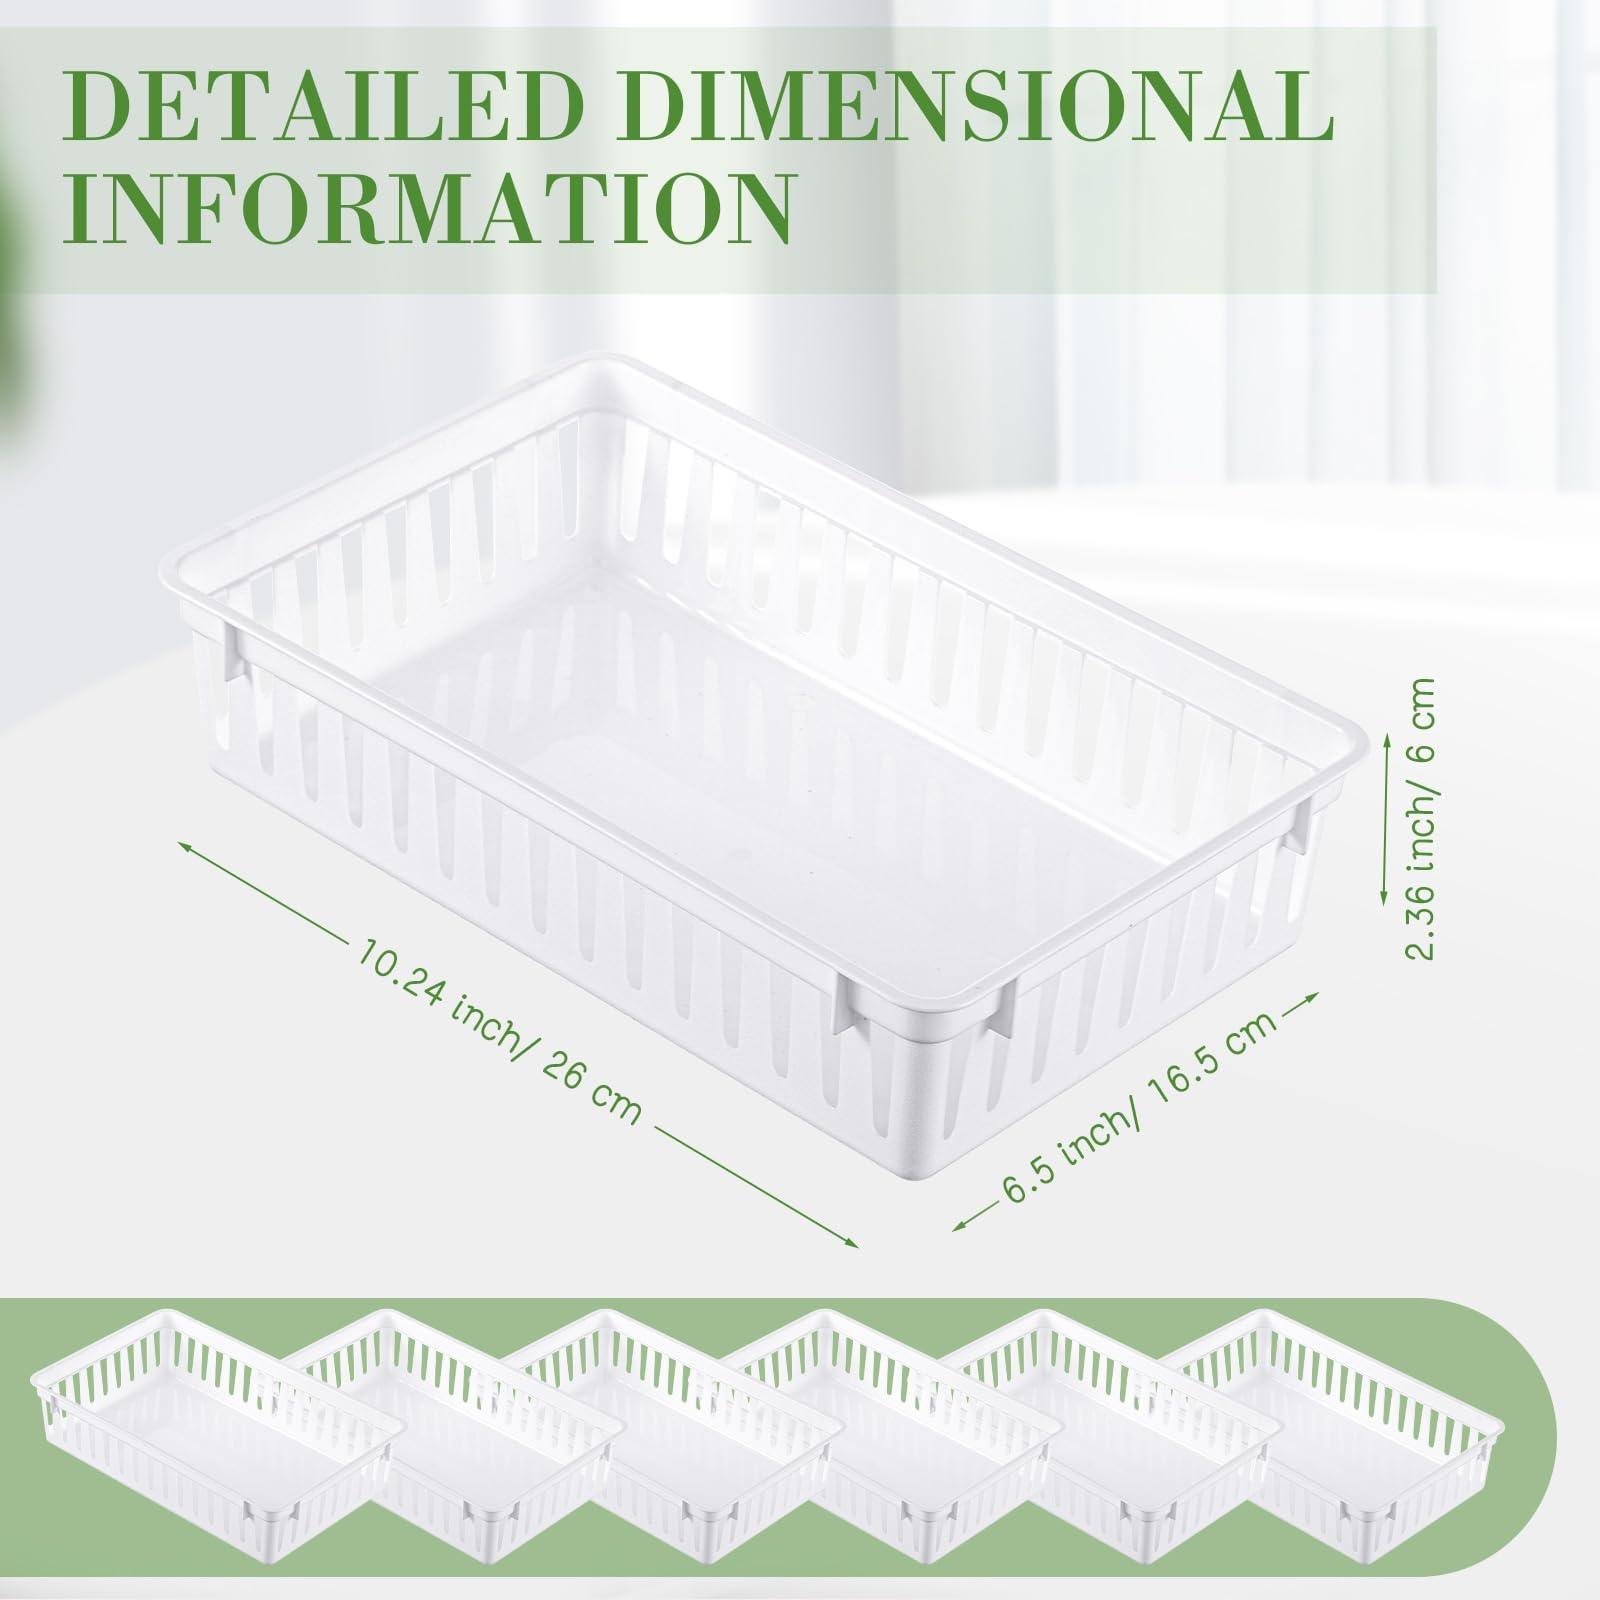 DETAILED DIMENSIONAL
INFORMATION
2.36 inch/ 6 cm
10.24 inch/ 26 cm
6.5 inch/ 16.5 cm